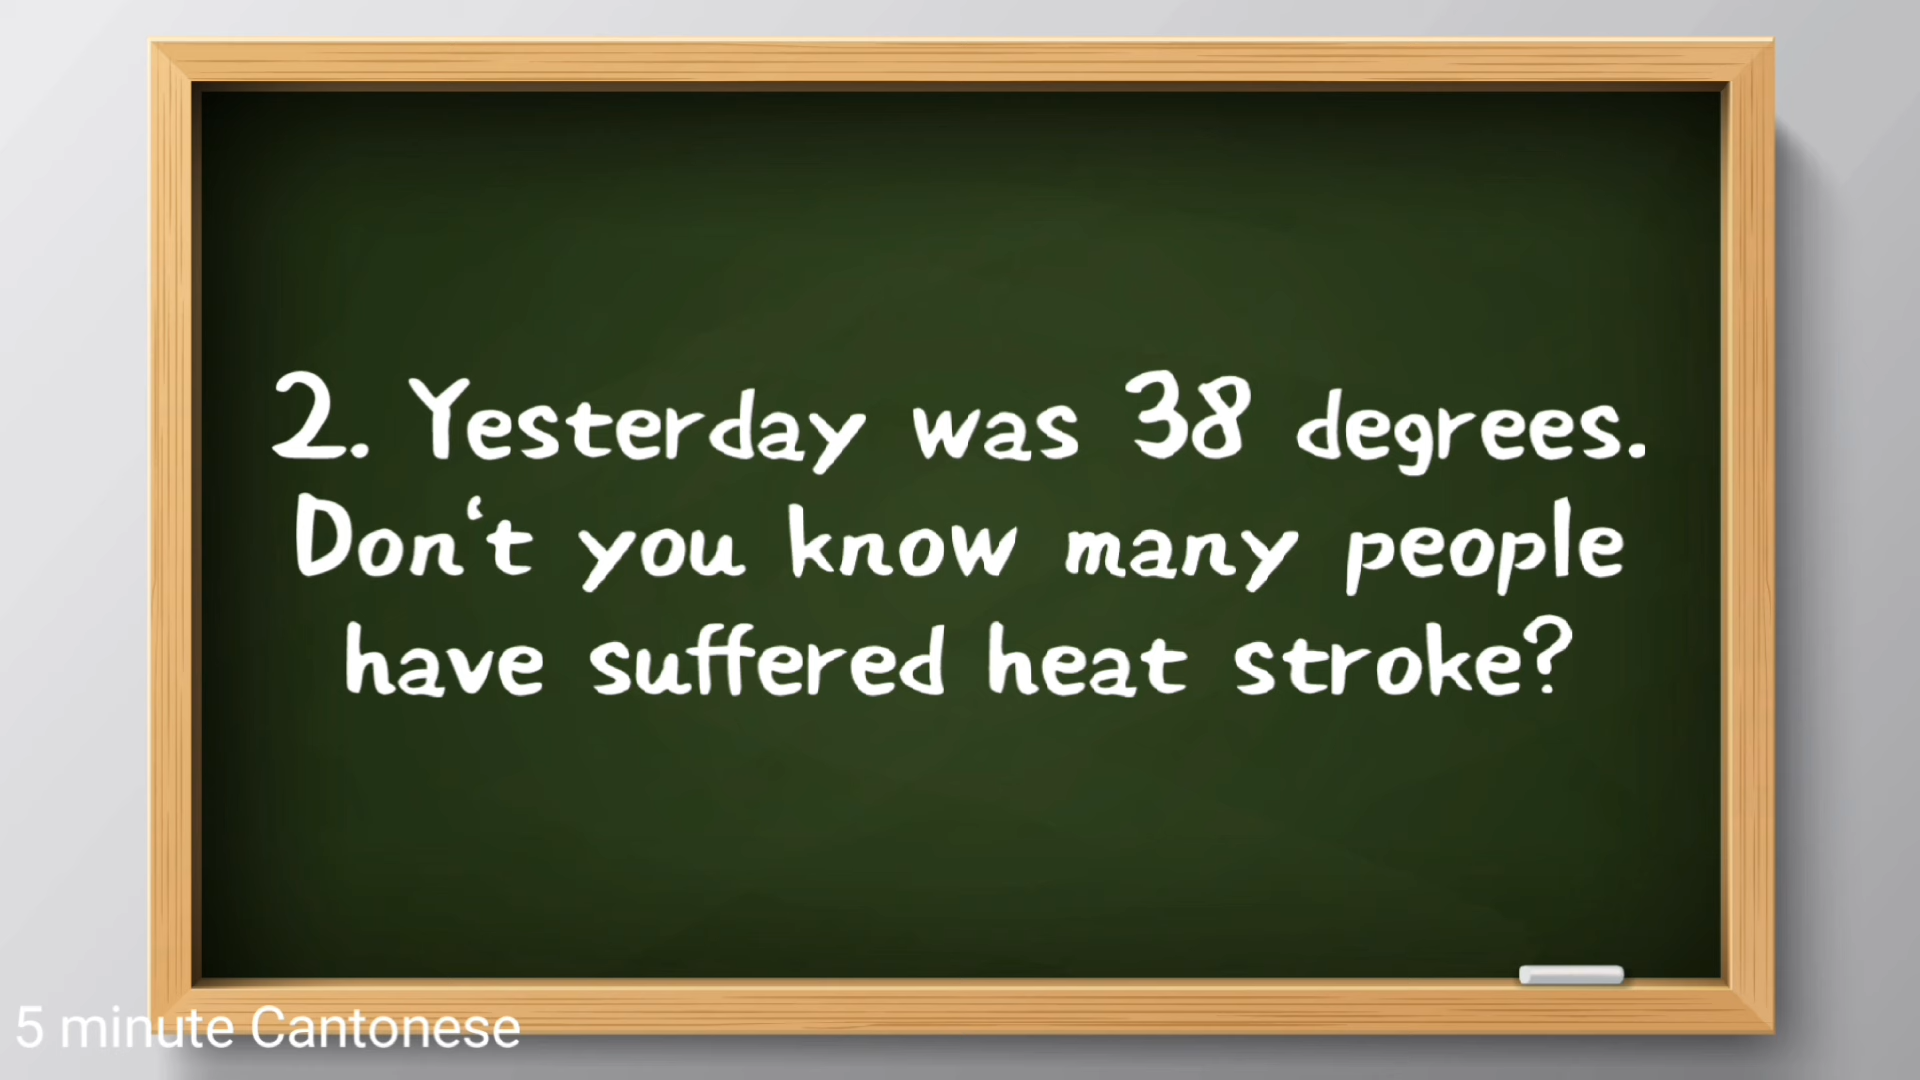 2. Yesterday was 38 degrees.
Don‘t you know many people
have suffered heat stroke?
5 minute Cantonese